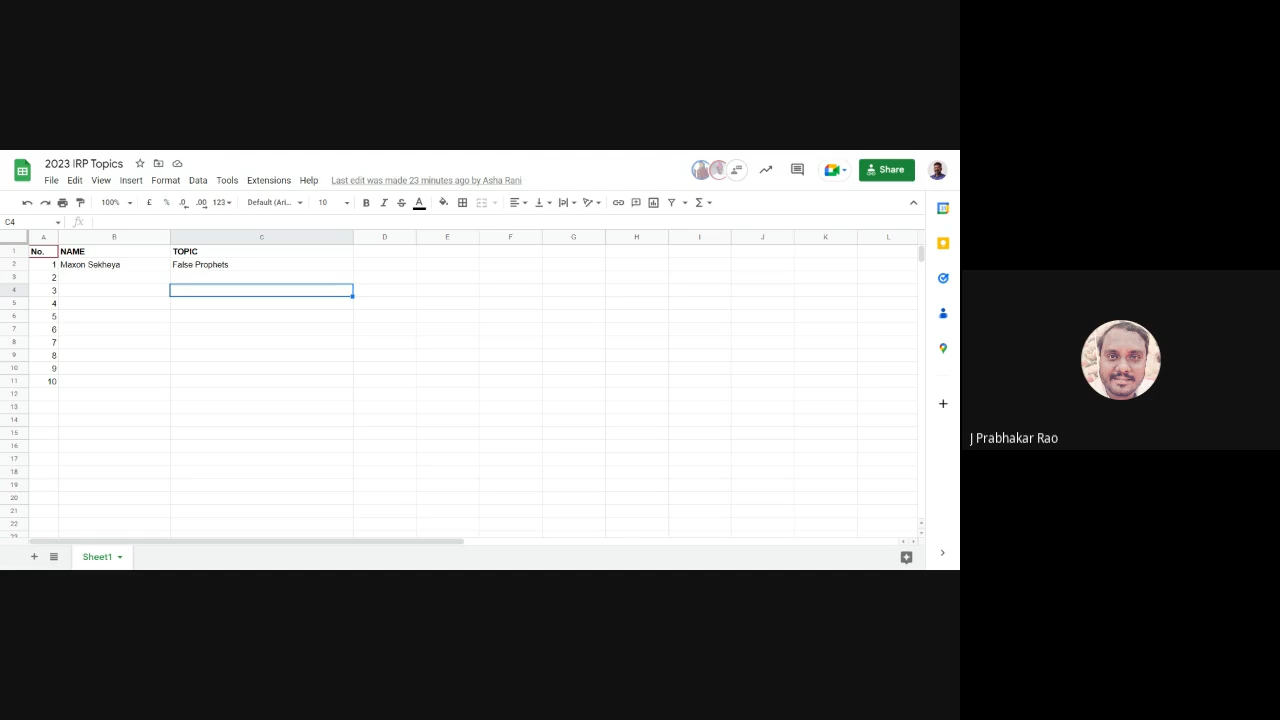 2023 IRP Topics
File Edit View Insert Format Data Tools Extensions Help Last edit was made 23 minutes ago by Asha Rani
Share
100% £ % .0 .00 123 Default (Ari... 10
C4
A B C D E F G H I J K L
1 No. NAME TOPIC
2 1 Maxon Sekheya False Prophets
3 2
4 3
5 4
6 5
7 6
8 7
9 8
10 9
11 10
12
13
14
15
16
17
18
19
20
21
22
23
Sheet1
J Prabhakar Rao